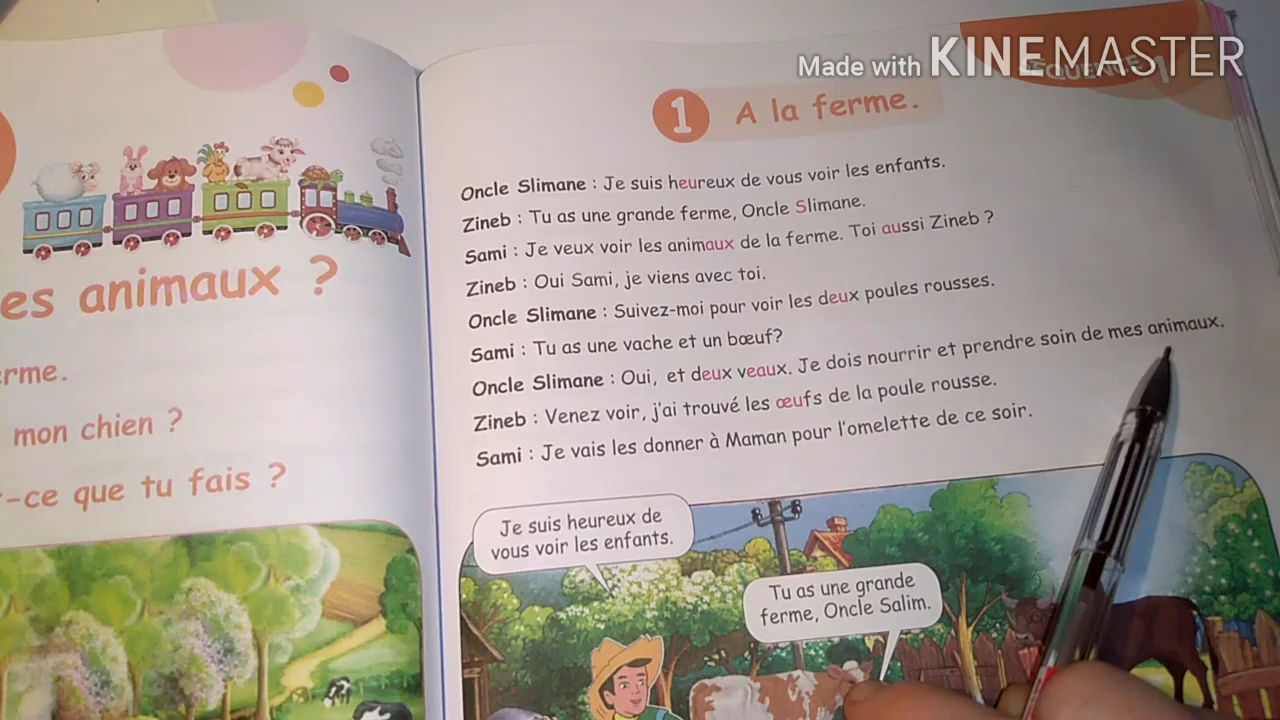 Made with KINEMASTER
SÉQUENCE 1
1 A la ferme.
Oncle Slimane : Je suis heureux de vous voir les enfants.
Zineb : Tu as une grande ferme, Oncle Slimane.
Sami : Je veux voir les animaux de la ferme. Toi aussi Zineb ?
Zineb : Oui Sami, je viens avec toi.
Oncle Slimane : Suivez-moi pour voir les deux poules rousses.
Sami : Tu as une vache et un bœuf?
Oncle Slimane : Oui, et deux veaux. Je dois nourrir et prendre soin de mes animaux.
Zineb : Venez voir, j'ai trouvé les œufs de la poule rousse.
Sami : Je vais les donner à Maman pour l'omelette de ce soir.
Je suis heureux de
vous voir les enfants.
Tu as une grande
ferme, Oncle Salim.
es animaux ?
erme.
mon chien ?
-ce que tu fais ?